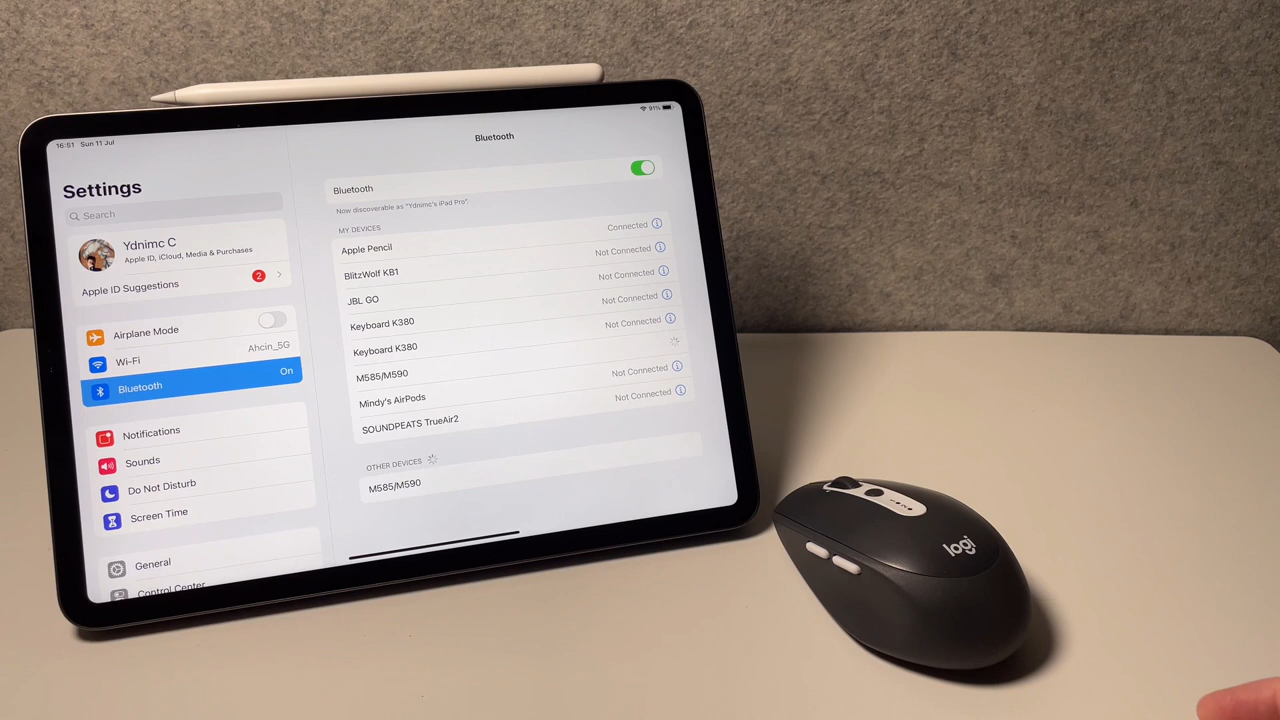 16:51 Sun 11 Jul
91%
Settings
Search
Ydnimc C
Apple ID, iCloud, Media & Purchases
Apple ID Suggestions
2
Airplane Mode
Wi-Fi
Ahcin_5G
Bluetooth
On
Notifications
Sounds
Do Not Disturb
Screen Time
General
Control Center
Bluetooth
Bluetooth
Now discoverable as "Ydnimc's iPad Pro".
MY DEVICES
Apple Pencil Connected
BlitzWolf KB1 Not Connected
JBL GO Not Connected
Keyboard K380 Not Connected
Keyboard K380 Not Connected
M585/M590
Mindy's AirPods Not Connected
SOUNDPEATS TrueAir2 Not Connected
OTHER DEVICES
M585/M590
logi